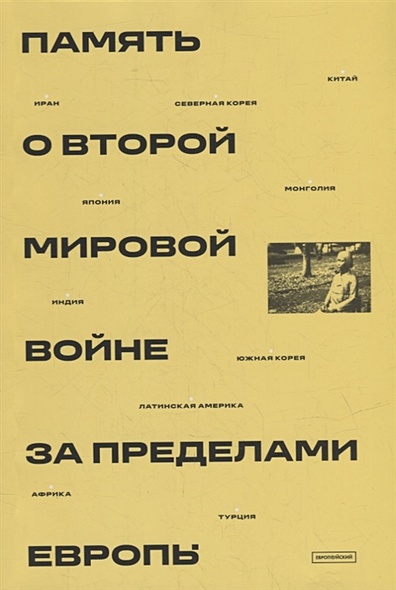 ПАМЯТЬ
КИТАЙ
ИРАН
СЕВЕРНАЯ КОРЕЯ
О ВТОРОЙ
МОНГОЛИЯ
ЯПОНИЯ
МИРОВОЙ
ИНДИЯ
ВОЙНЕ
ЮЖНАЯ КОРЕЯ
ЛАТИНСКАЯ АМЕРИКА
ЗА ПРЕДЕЛАМИ
АФРИКА
ТУРЦИЯ
ЕВРОПЫ
ЕВРОПЕЙСКИЙ